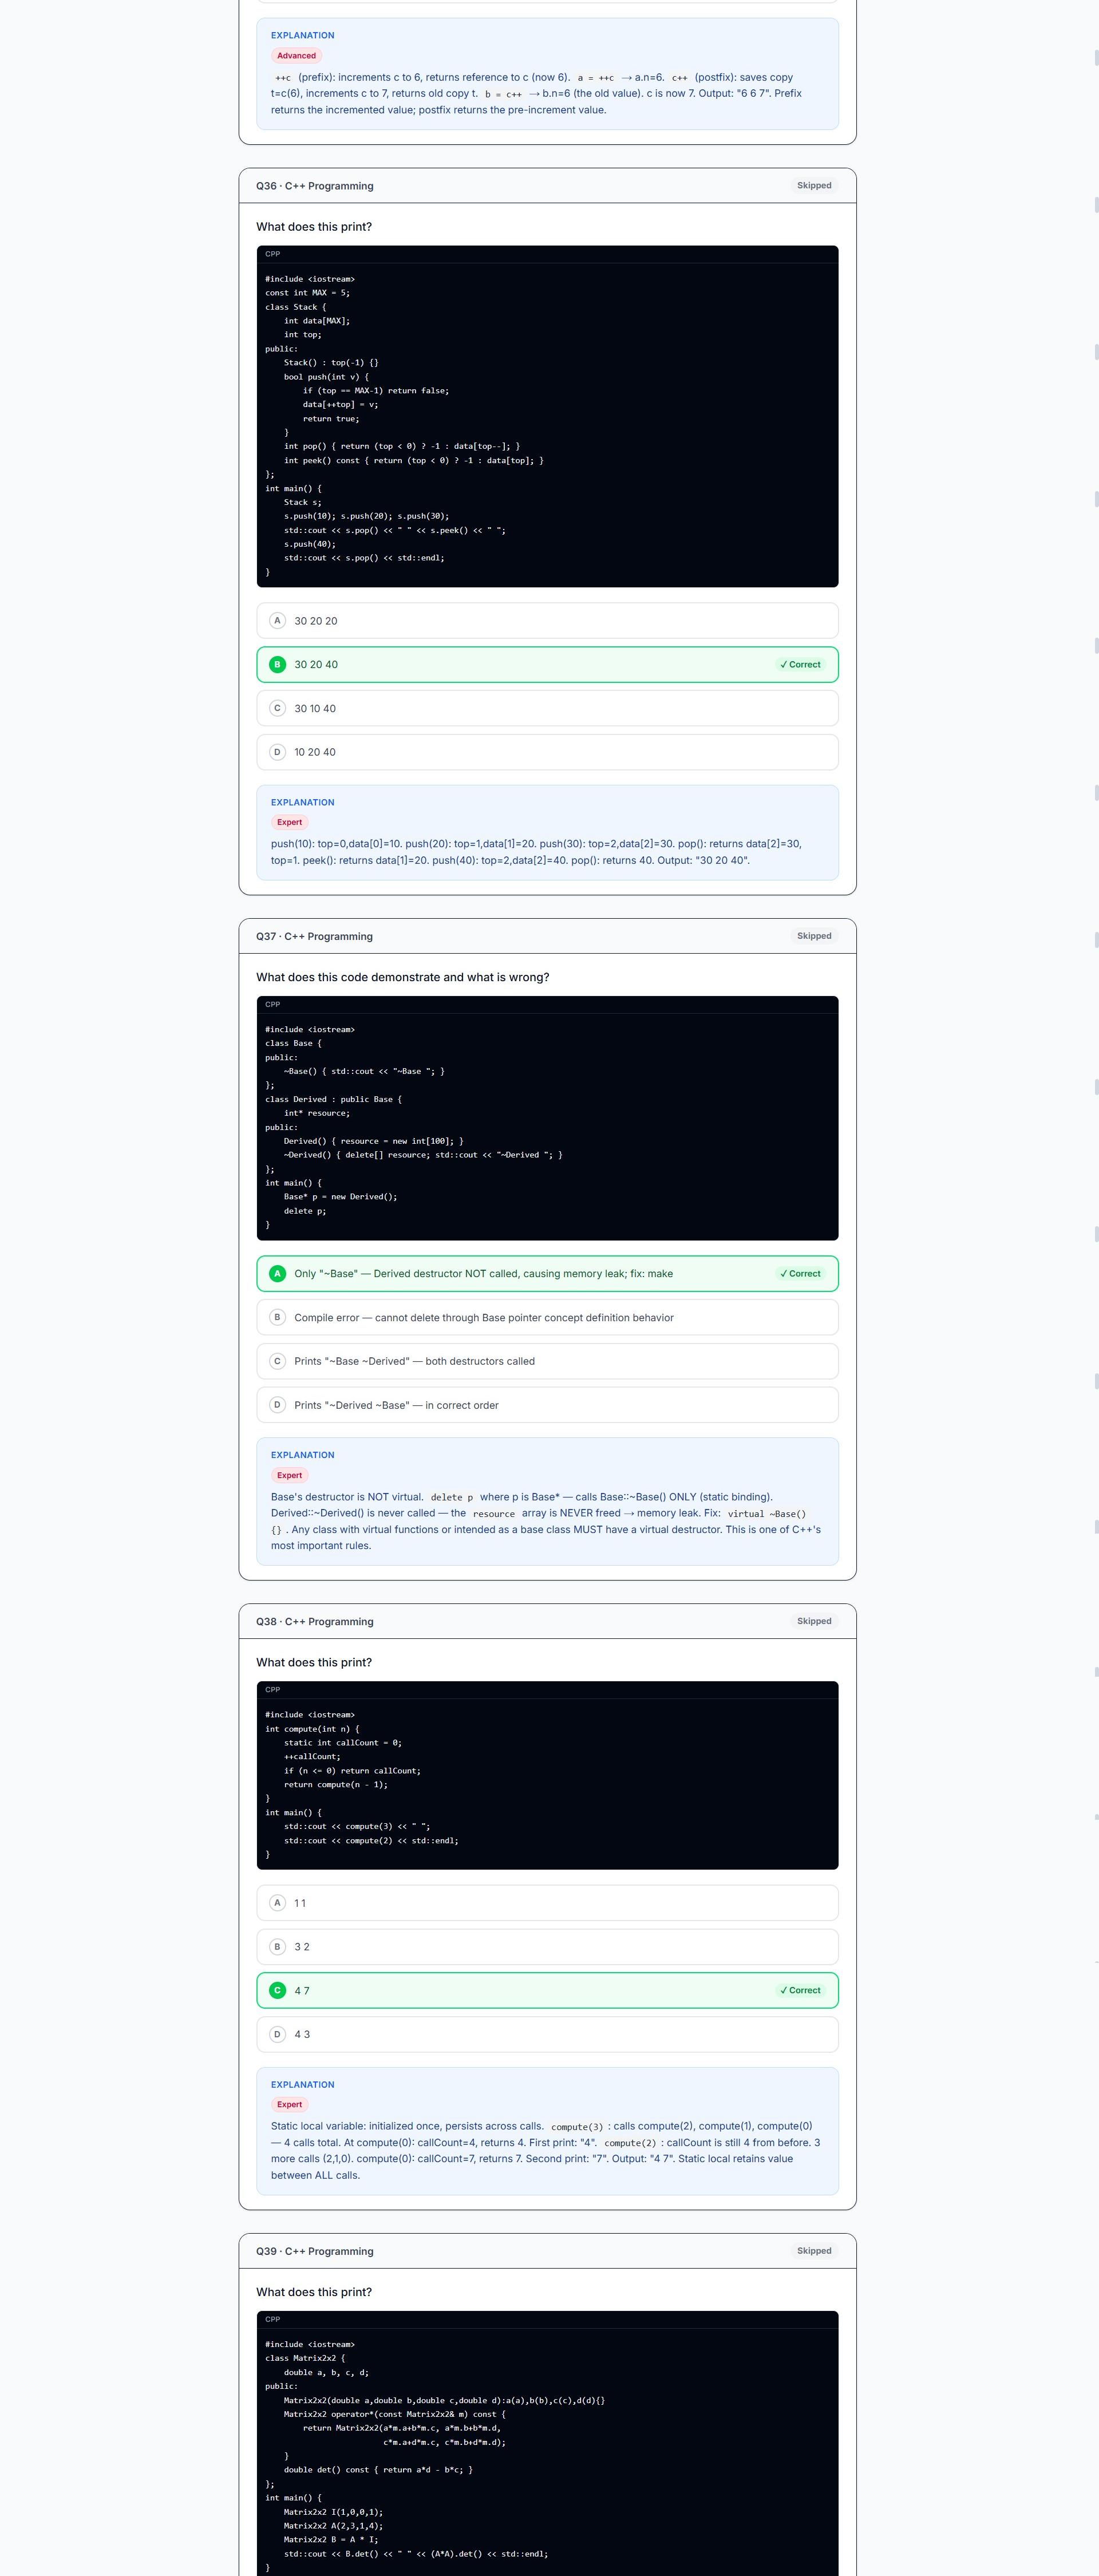 EXPLANATION
Advanced
++c (prefix): increments c to 6, returns reference to c (now 6). a = ++c → a.n=6. c++ (postfix): saves copy
t=c(6), increments c to 7, returns old copy t. b = c++ → b.n=6 (the old value). c is now 7. Output: "6 6 7". Prefix
returns the incremented value; postfix returns the pre-increment value.
Q36 · C++ Programming
Skipped
What does this print?
CPP
#include <iostream>
const int MAX = 5;
class Stack {
    int data[MAX];
    int top;
public:
    Stack() : top(-1) {}
    bool push(int v) {
        if (top == MAX-1) return false;
        data[++top] = v;
        return true;
    }
    int pop() { return (top < 0) ? -1 : data[top--]; }
    int peek() const { return (top < 0) ? -1 : data[top]; }
};
int main() {
    Stack s;
    s.push(10); s.push(20); s.push(30);
    std::cout << s.pop() << " " << s.peek() << " ";
    s.push(40);
    std::cout << s.pop() << std::endl;
}
A 30 20 20
B 30 20 40 ✓ Correct
C 30 10 40
D 10 20 40
EXPLANATION
Expert
push(10): top=0,data[0]=10. push(20): top=1,data[1]=20. push(30): top=2,data[2]=30. pop(): returns data[2]=30,
top=1. peek(): returns data[1]=20. push(40): top=2,data[2]=40. pop(): returns 40. Output: "30 20 40".
Q37 · C++ Programming
Skipped
What does this code demonstrate and what is wrong?
CPP
#include <iostream>
class Base {
public:
    ~Base() { std::cout << "~Base "; }
};
class Derived : public Base {
    int* resource;
public:
    Derived() { resource = new int[100]; }
    ~Derived() { delete[] resource; std::cout << "~Derived "; }
};
int main() {
    Base* p = new Derived();
    delete p;
}
A Only "~Base" — Derived destructor NOT called, causing memory leak; fix: make ✓ Correct
B Compile error — cannot delete through Base pointer concept definition behavior
C Prints "~Base ~Derived" — both destructors called
D Prints "~Derived ~Base" — in correct order
EXPLANATION
Expert
Base's destructor is NOT virtual. delete p where p is Base* — calls Base::~Base() ONLY (static binding).
Derived::~Derived() is never called — the resource array is NEVER freed → memory leak. Fix: virtual ~Base()
{} . Any class with virtual functions or intended as a base class MUST have a virtual destructor. This is one of C++'s
most important rules.
Q38 · C++ Programming
Skipped
What does this print?
CPP
#include <iostream>
int compute(int n) {
    static int callCount = 0;
    ++callCount;
    if (n <= 0) return callCount;
    return compute(n - 1);
}
int main() {
    std::cout << compute(3) << " ";
    std::cout << compute(2) << std::endl;
}
A 1 1
B 3 2
C 4 7 ✓ Correct
D 4 3
EXPLANATION
Expert
Static local variable: initialized once, persists across calls. compute(3) : calls compute(2), compute(1), compute(0)
— 4 calls total. At compute(0): callCount=4, returns 4. First print: "4". compute(2) : callCount is still 4 from before. 3
more calls (2,1,0). compute(0): callCount=7, returns 7. Second print: "7". Output: "4 7". Static local retains value
between ALL calls.
Q39 · C++ Programming
Skipped
What does this print?
CPP
#include <iostream>
class Matrix2x2 {
    double a, b, c, d;
public:
    Matrix2x2(double a,double b,double c,double d):a(a),b(b),c(c),d(d){}
    Matrix2x2 operator*(const Matrix2x2& m) const {
        return Matrix2x2(a*m.a+b*m.c, a*m.b+b*m.d,
                         c*m.a+d*m.c, c*m.b+d*m.d);
    }
    double det() const { return a*d - b*c; }
};
int main() {
    Matrix2x2 I(1,0,0,1);
    Matrix2x2 A(2,3,1,4);
    Matrix2x2 B = A * I;
    std::cout << B.det() << " " << (A*A).det() << std::endl;
}